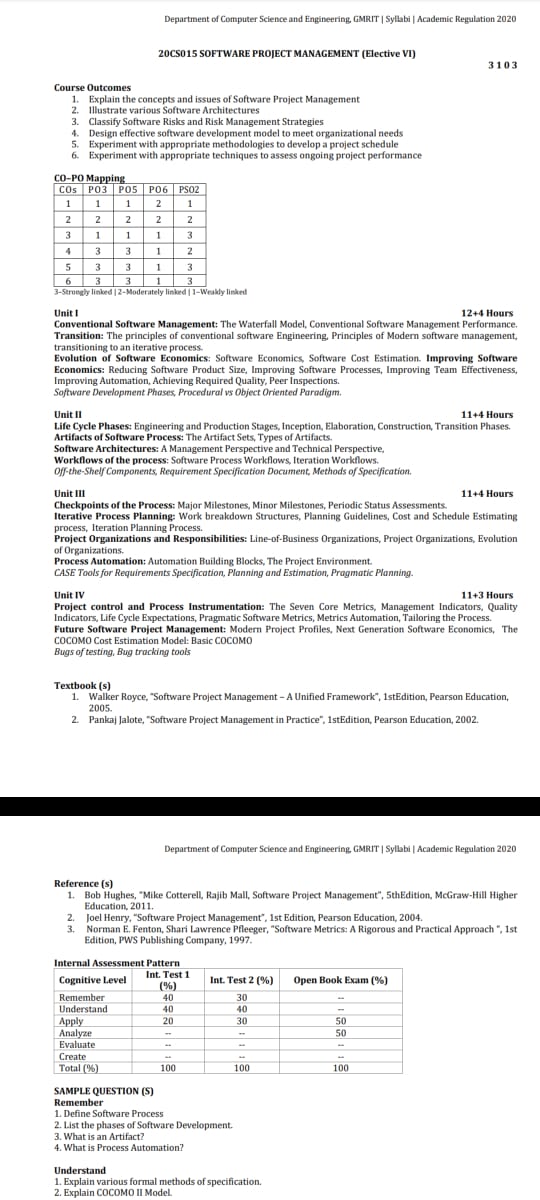 Department of Computer Science and Engineering, GMRIT | Syllabi | Academic Regulation 2020
20CSO15 SOFTWARE PROJECT MANAGEMENT (Elective VI)
3 1 0 3
Course Outcomes
1. Explain the concepts and issues of Software Project Management
2. Illustrate various Software Architectures
3. Classify Software Risks and Risk Management Strategies
4. Design effective software development model to meet organizational needs
5. Experiment with appropriate methodologies to develop a project schedule
6. Experiment with appropriate techniques to assess ongoing project performance
CO–PO Mapping
COs PO3 PO5 PO6 PSO2
1 1 1 2 1
2 2 2 2 2
3 1 1 1 3
4 3 3 1 2
5 3 3 1 3
6 3 3 1 3
3–Strongly linked | 2–Moderately linked | 1–Weakly linked
Unit I 12+4 Hours
Conventional Software Management: The Waterfall Model, Conventional Software Management Performance.
Transition: The principles of conventional software Engineering, Principles of Modern software management,
transitioning to an iterative process.
Evolution of Software Economics: Software Economics, Software Cost Estimation. Improving Software
Economics: Reducing Software Product Size, Improving Software Processes, Improving Team Effectiveness,
Improving Automation, Achieving Required Quality, Peer Inspections.
Software Development Phases, Procedural vs Object Oriented Paradigm.
Unit II 11+4 Hours
Life Cycle Phases: Engineering and Production Stages, Inception, Elaboration, Construction, Transition Phases.
Artifacts of Software Process: The Artifact Sets, Types of Artifacts.
Software Architectures: A Management Perspective and Technical Perspective,
Workflows of the process: Software Process Workflows, Iteration Workflows.
Off-the-Shelf Components, Requirement Specification Document, Methods of Specification.
Unit III 11+4 Hours
Checkpoints of the Process: Major Milestones, Minor Milestones, Periodic Status Assessments.
Iterative Process Planning: Work breakdown Structures, Planning Guidelines, Cost and Schedule Estimating
process, Iteration Planning Process.
Project Organizations and Responsibilities: Line-of-Business Organizations, Project Organizations, Evolution
of Organizations.
Process Automation: Automation Building Blocks, The Project Environment.
CASE Tools for Requirements Specification, Planning and Estimation, Pragmatic Planning.
Unit IV 11+3 Hours
Project control and Process Instrumentation: The Seven Core Metrics, Management Indicators, Quality
Indicators, Life Cycle Expectations, Pragmatic Software Metrics, Metrics Automation, Tailoring the Process.
Future Software Project Management: Modern Project Profiles, Next Generation Software Economics, The
COCOMO Cost Estimation Model: Basic COCOMO
Bugs of testing, Bug tracking tools
Textbook (s)
1. Walker Royce, "Software Project Management – A Unified Framework", 1stEdition, Pearson Education,
2005.
2. Pankaj Jalote, "Software Project Management in Practice", 1stEdition, Pearson Education, 2002.
Department of Computer Science and Engineering, GMRIT | Syllabi | Academic Regulation 2020
Reference (s)
1. Bob Hughes, "Mike Cotterell, Rajib Mall, Software Project Management", 5thEdition, McGraw-Hill Higher
Education, 2011.
2. Joel Henry, "Software Project Management", 1st Edition, Pearson Education, 2004.
3. Norman E. Fenton, Shari Lawrence Pfleeger, "Software Metrics: A Rigorous and Practical Approach ", 1st
Edition, PWS Publishing Company, 1997.
Internal Assessment Pattern
Cognitive Level Int. Test 1 (%) Int. Test 2 (%) Open Book Exam (%)
Remember 40 30 --
Understand 40 40 --
Apply 20 30 50
Analyze -- -- 50
Evaluate -- -- --
Create -- -- --
Total (%) 100 100 100
SAMPLE QUESTION (S)
Remember
1. Define Software Process
2. List the phases of Software Development.
3. What is an Artifact?
4. What is Process Automation?
Understand
1. Explain various formal methods of specification.
2. Explain COCOMO II Model.